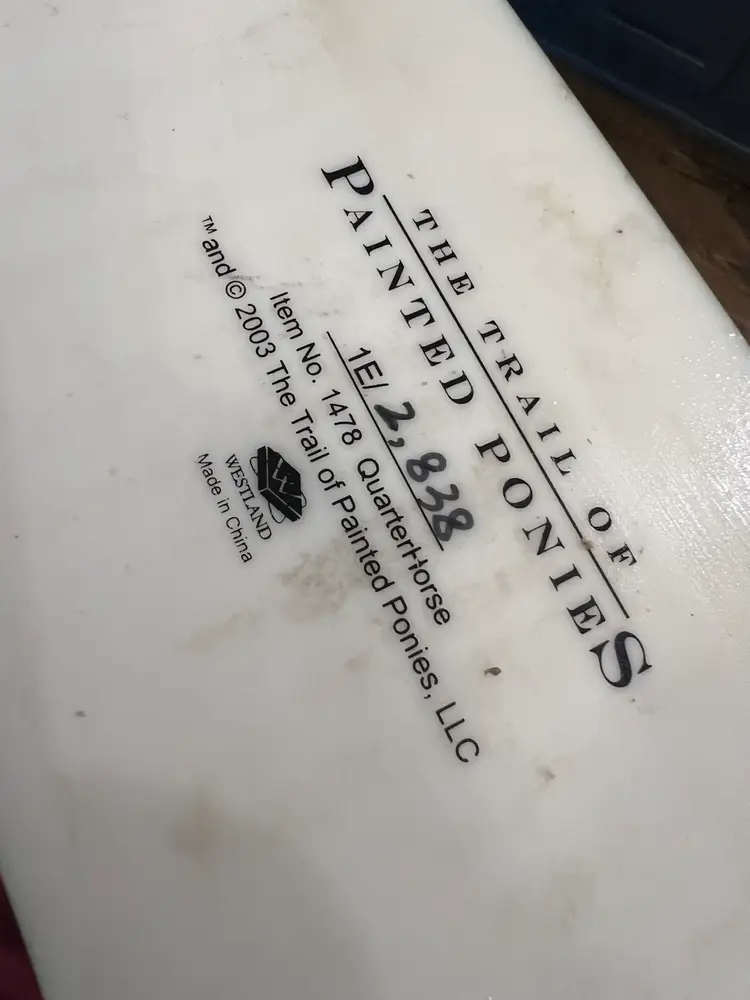 THE TRAIL OF
PAINTED PONIES
1E/ 2,838
Item No. 1478 QuarterHorse
™ and © 2003 The Trail of Painted Ponies, LLC
W
WESTLAND
Made in China